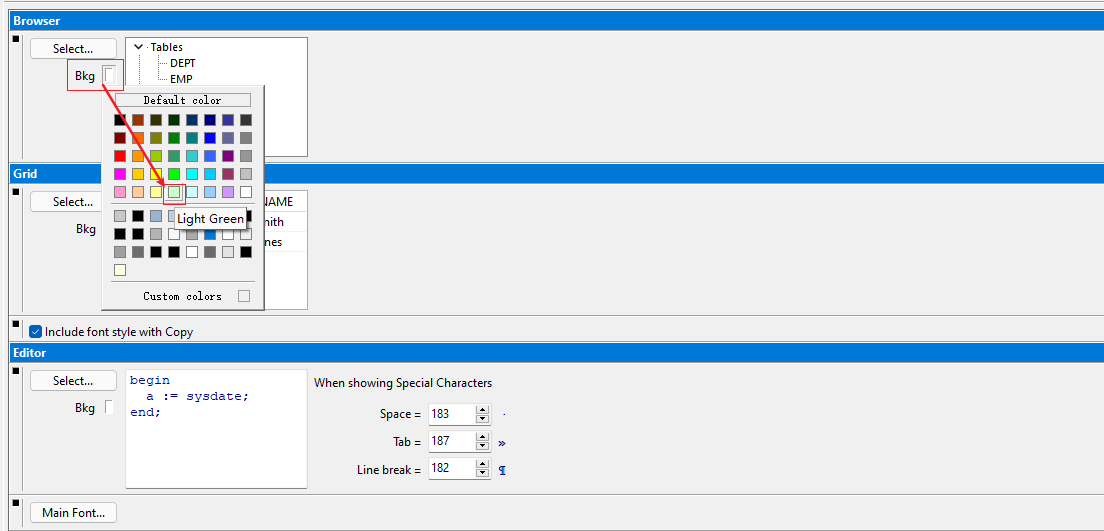 Browser
Select...
Tables
DEPT
EMP
Bkg
Default color
Grid
Select...
NAME
Light Green
mith
Bkg
nes
Custom colors
Include font style with Copy
Editor
Select...
begin
a := sysdate;
end;
Bkg
When showing Special Characters
Space = 183 ·
Tab = 187 »
Line break = 182 ¶
Main Font...